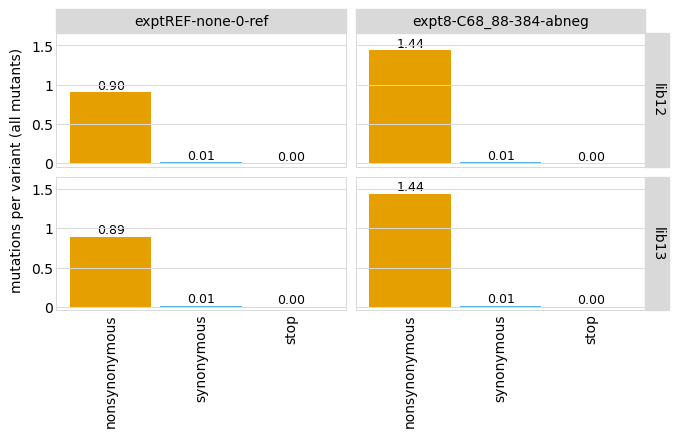 exptREF-none-0-ref
expt8-C68_88-384-abneg
mutations per variant (all mutants)
1.5
1
0.5
0
0.90
0.01
0.00
1.44
0.01
0.00
lib12
1.5
1
0.5
0
0.89
0.01
0.00
1.44
0.01
0.00
lib13
nonsynonymous
synonymous
stop
nonsynonymous
synonymous
stop